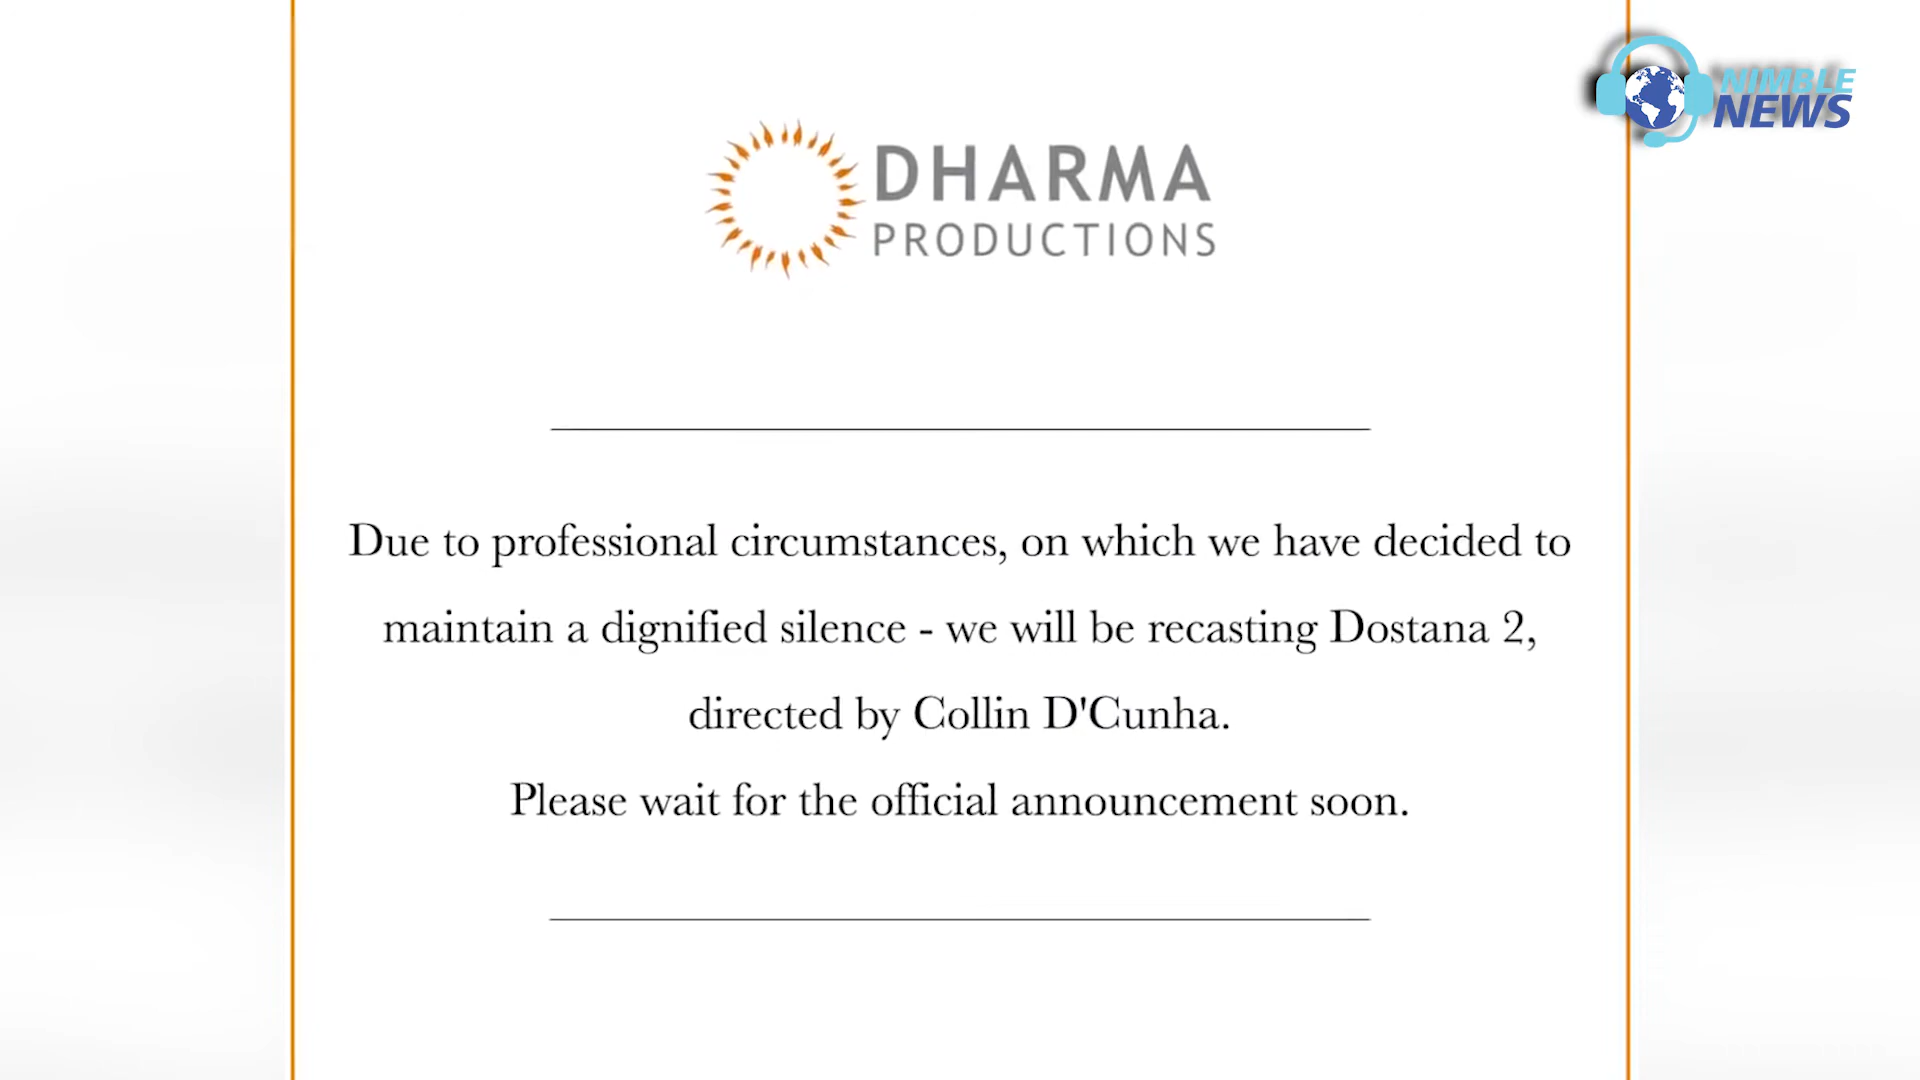 NIMBLE
NEWS
DHARMA
PRODUCTIONS
Due to professional circumstances, on which we have decided to
maintain a dignified silence - we will be recasting Dostana 2,
directed by Collin D'Cunha.
Please wait for the official announcement soon.